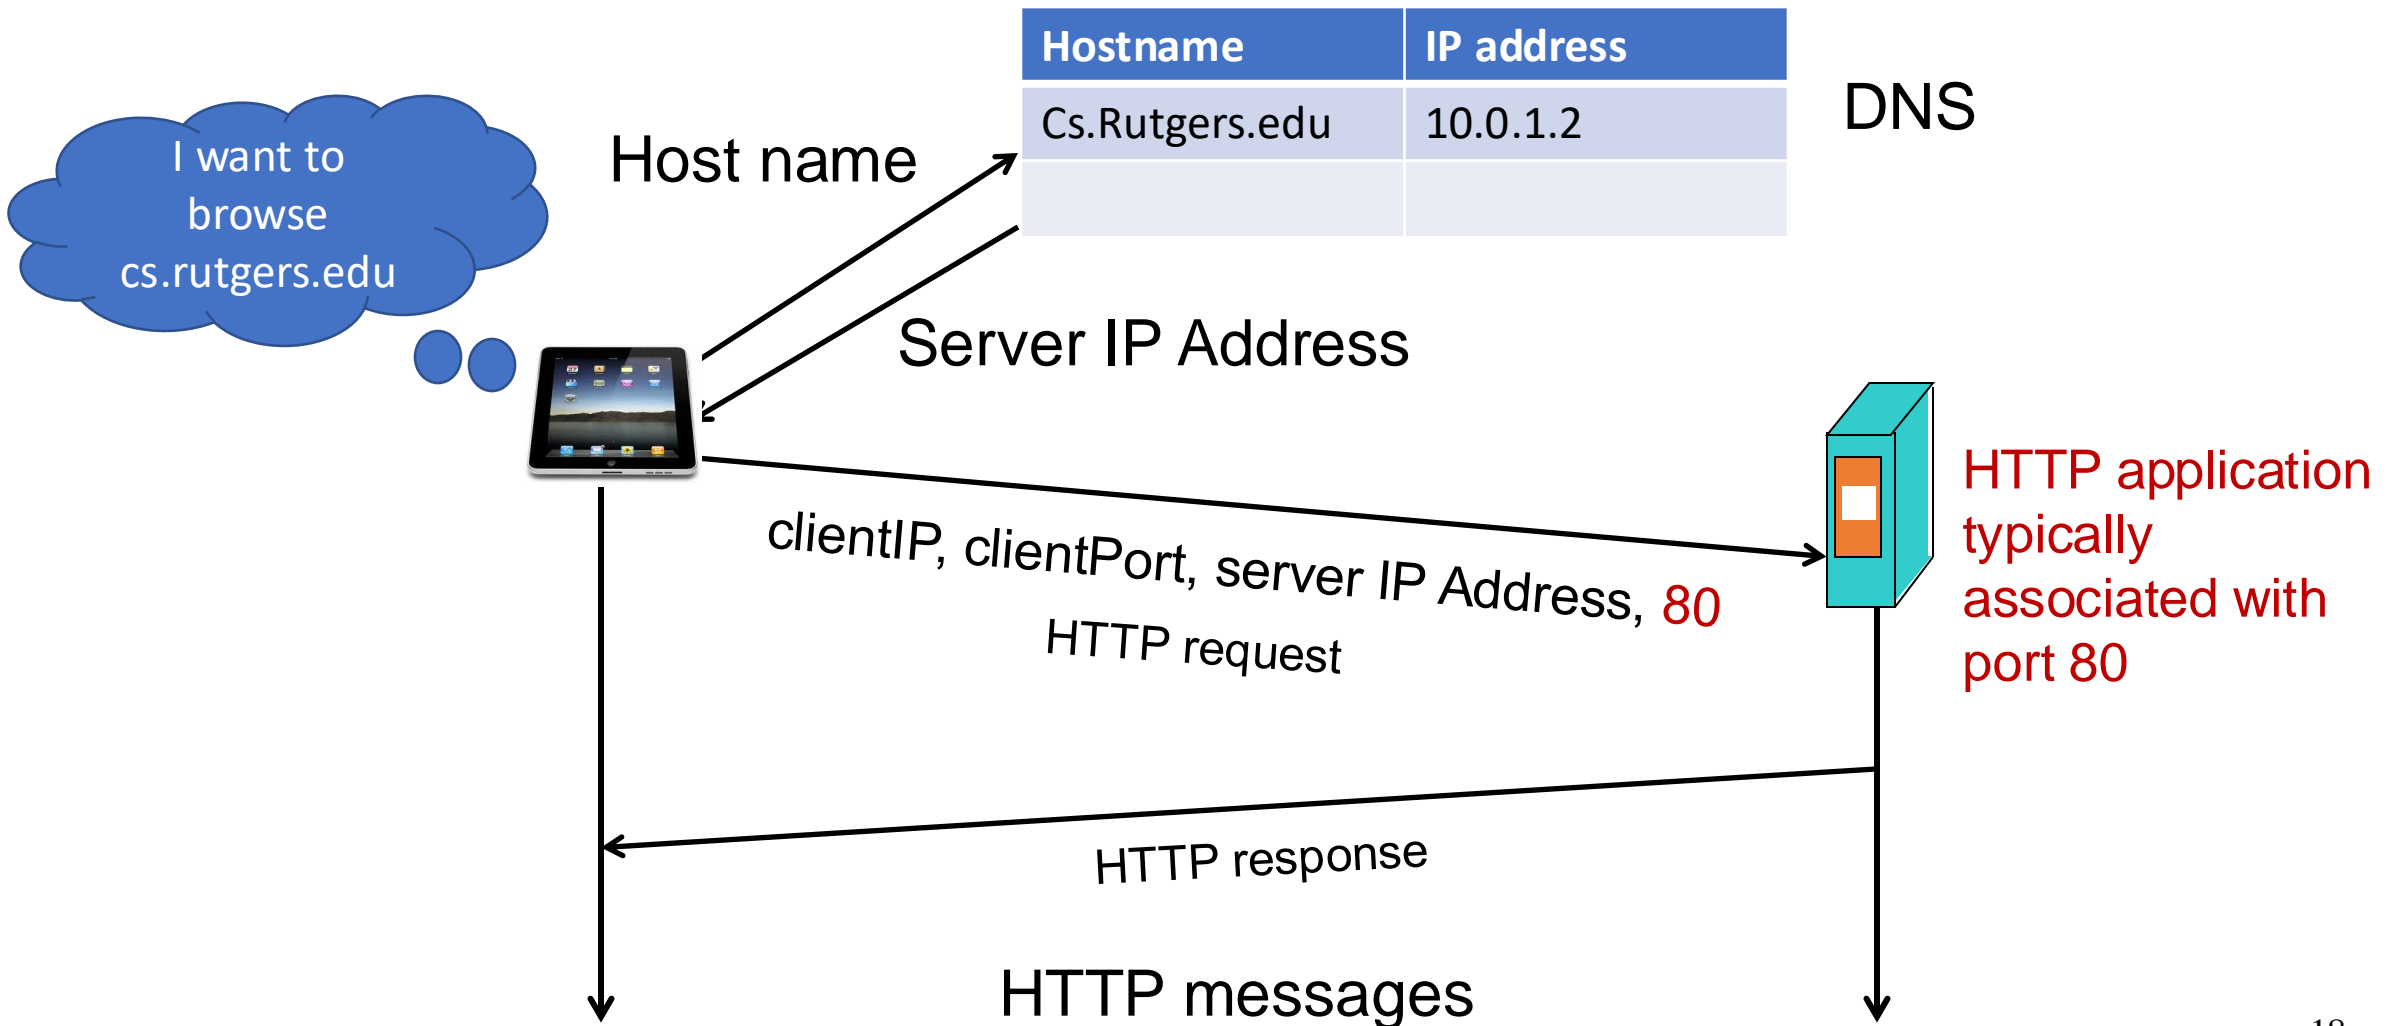 Hostname IP address
Cs.Rutgers.edu 10.0.1.2
DNS
I want to
browse
cs.rutgers.edu
Host name
Server IP Address
clientIP, clientPort, server IP Address, 80
HTTP request
HTTP application
typically
associated with
port 80
HTTP response
HTTP messages
18